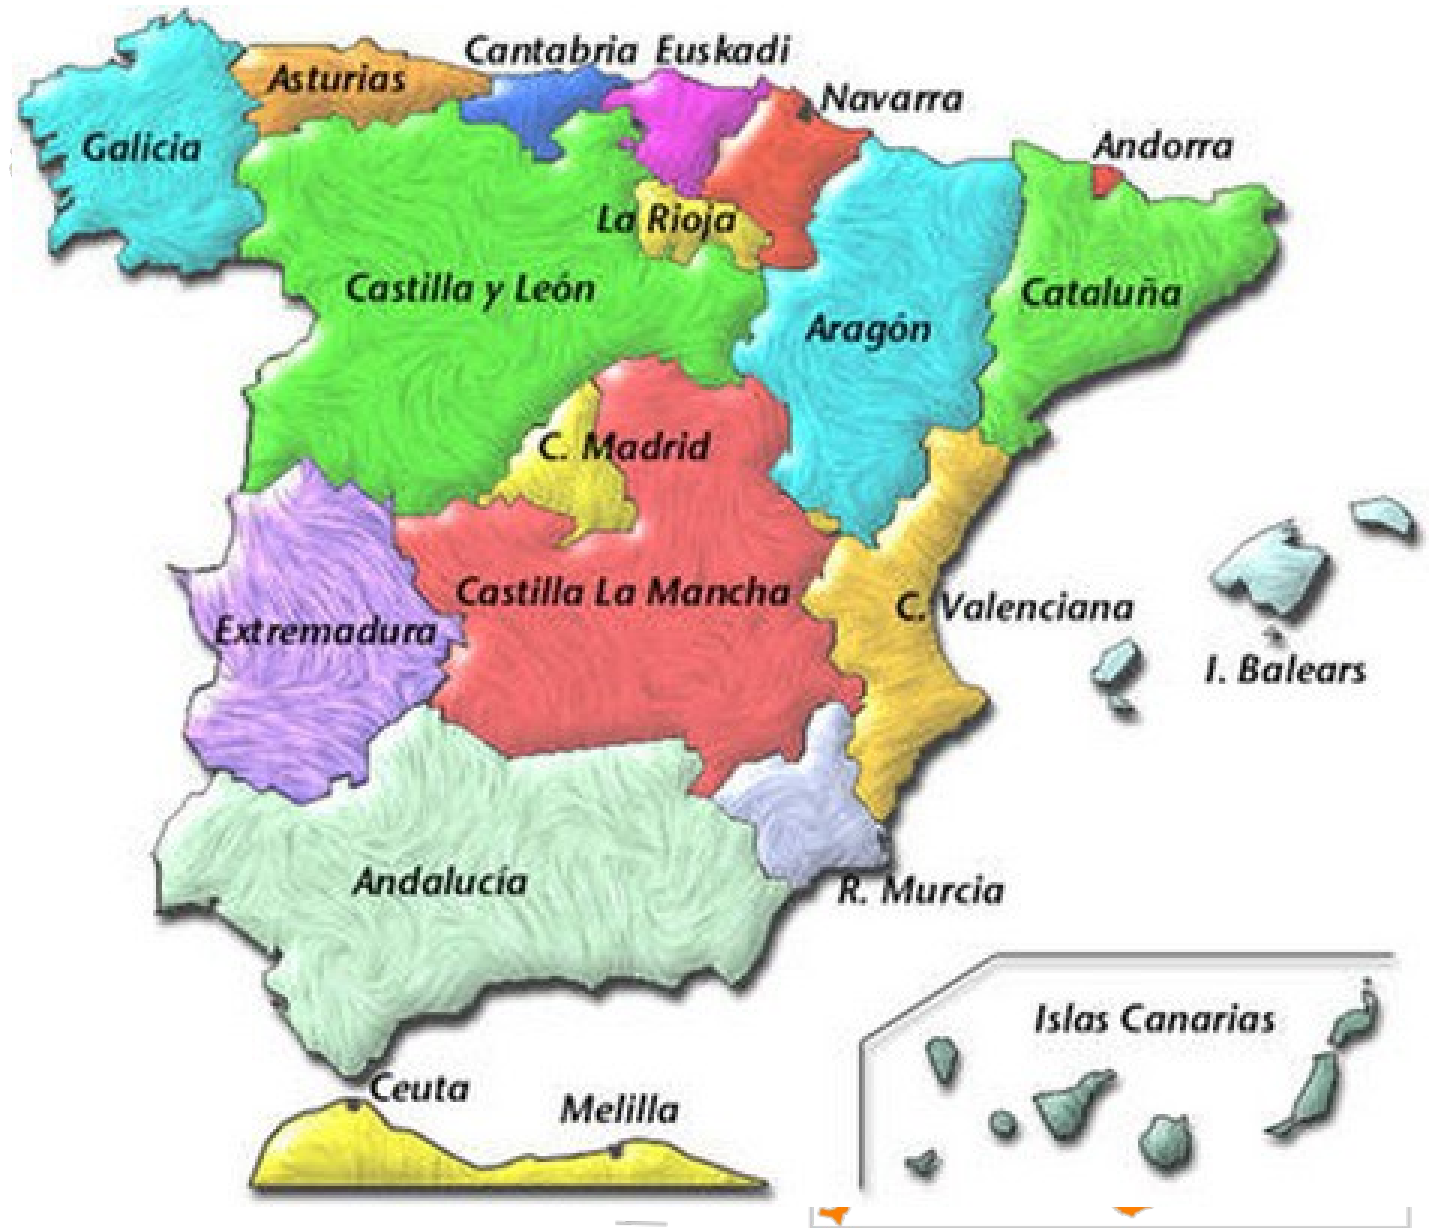 Cantabria
Euskadi
Asturias
Navarra
Galicia
Andorra
La Rioja
Castilla y León
Cataluña
Aragón
C. Madrid
Castilla La Mancha
C. Valenciana
Extremadura
I. Balears
Andalucía
R. Murcia
Islas Canarias
Ceuta
Melilla